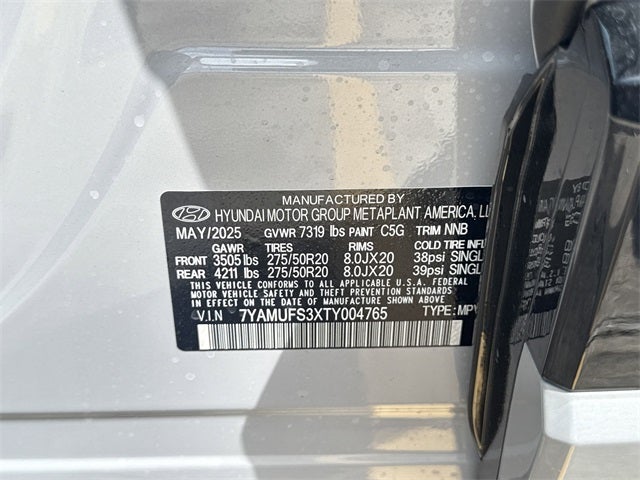 MANUFACTURED BY
HYUNDAI MOTOR GROUP METAPLANT AMERICA,
MAY/2025 GVWR 7319 lbs PAINT C5G TRIM NNB
GAWR TIRES RIMS COLD TIRE INFL
FRONT 3505 lbs 275/50R20 8.0JX20 38psi SINGL
REAR 4211 lbs 275/50R20 8.0JX20 39psi SINGL
THIS VEHICLE CONFORMS TO ALL APPLICABLE FEDERAL
MOTOR VEHICLE SAFETY AND THEFT PREVENTION STANDARDS
IN EFFECT ON THE DATE OF MANUFACTURE SHOWN ABOVE.
V.I.N 7YAMUFS3XTY004765 TYPE: MPV